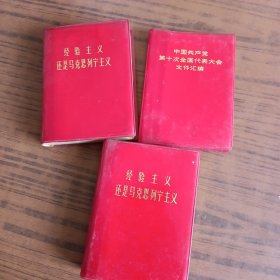 经验主义
还是马克思列宁主义
中国共产党
第十次全国代表大会
文件汇编
经验主义
还是马克思列宁主义